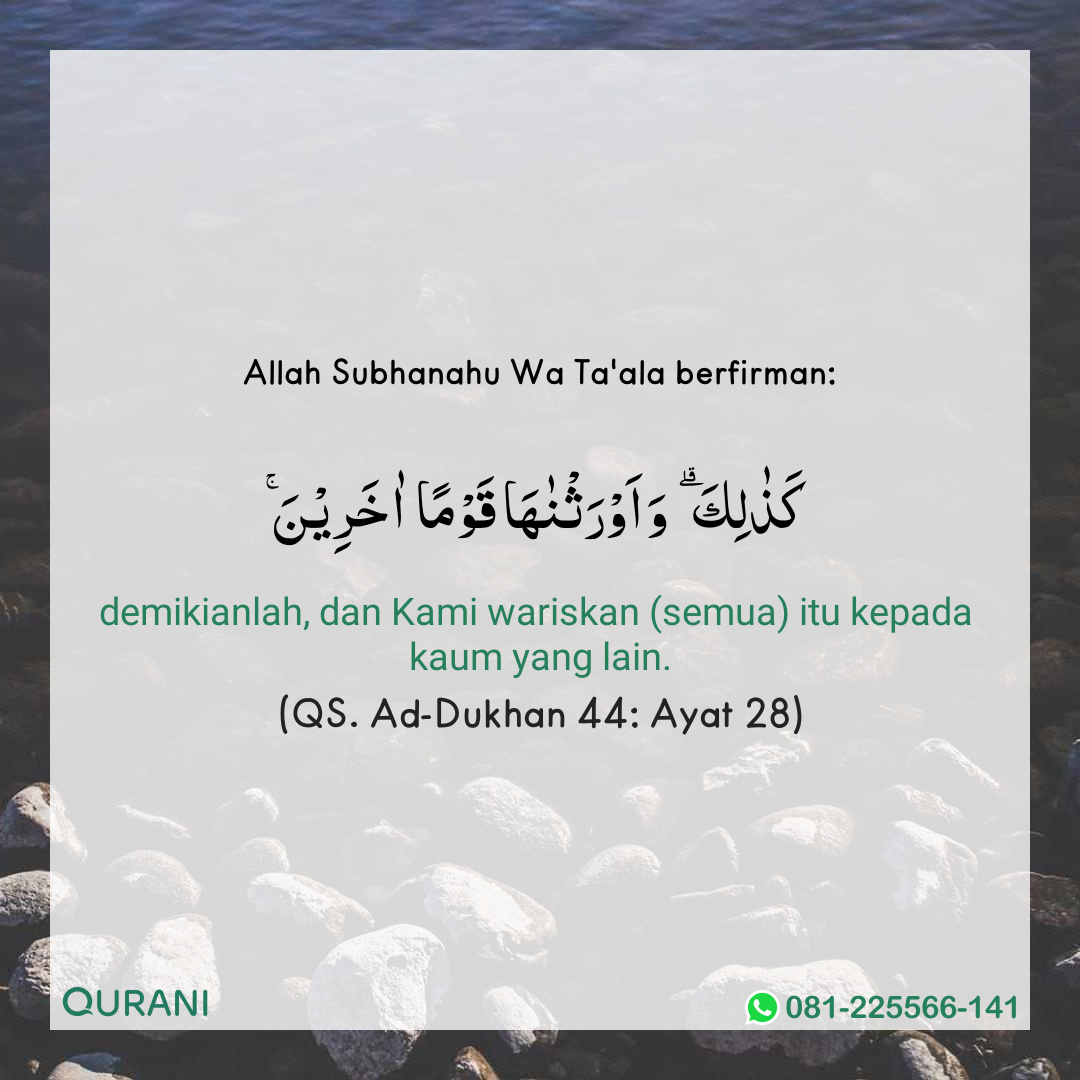 Allah Subhanahu Wa Ta'ala berfirman:
كَذٰلِكَ ۗ وَاَوْرَثْنٰهَا قَوْمًا اٰخَرِيْنَ ۚ
demikianlah, dan Kami wariskan (semua) itu kepada
kaum yang lain.
(QS. Ad-Dukhan 44: Ayat 28)
QURANI
081-225566-141